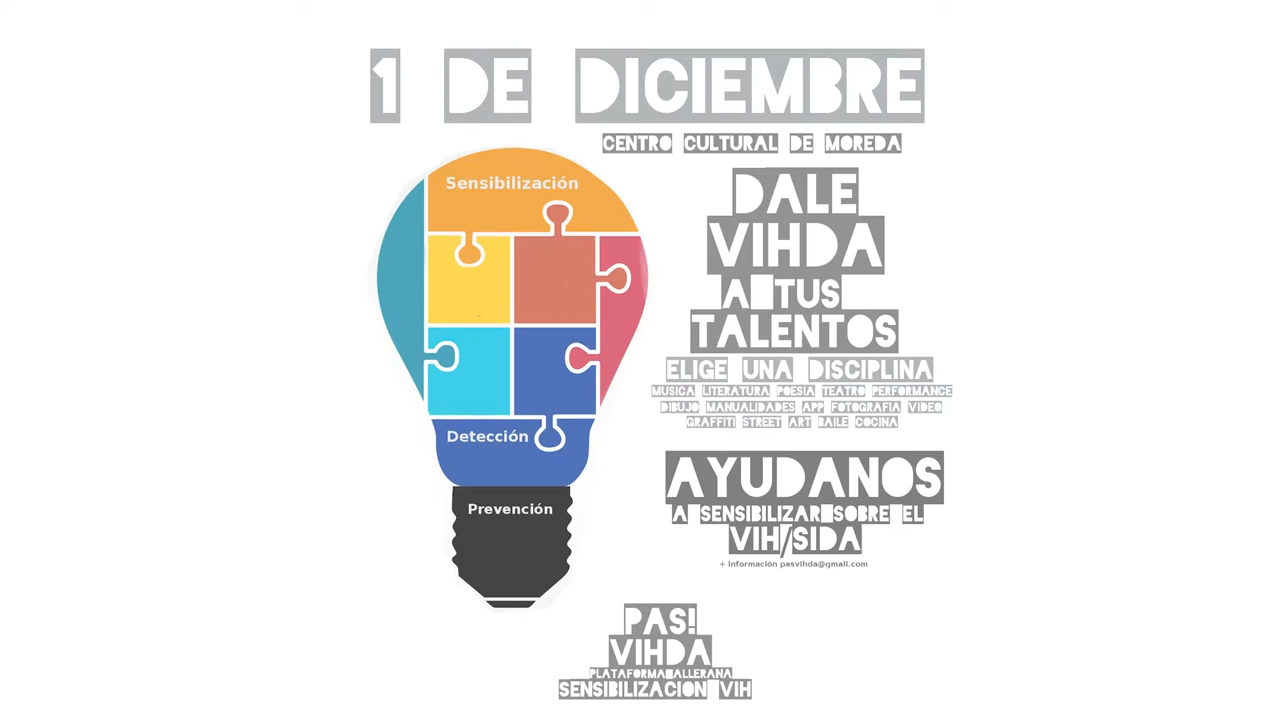 1 DE DICIEMBRE
CENTRO CULTURAL DE MOREDA
Sensibilización
DALE
VIHDA
A TUS
TALENTOS
ELIGE UNA DISCIPLINA
MUSICA LITERATURA POESIA TEATRO PERFORMANCE
DIBUJO MANUALIDADES APP FOTOGRAFIA VIDEO
GRAFFITI STREET ART BAILE COCINA
Detección
AYUDANOS
A SENSIBILIZAR SOBRE EL
VIH/SIDA
Prevención
+ información pasvihda@gmail.com
PAS!
VIHDA
PLATAFORMA ALLERANA
SENSIBILIZACION VIH